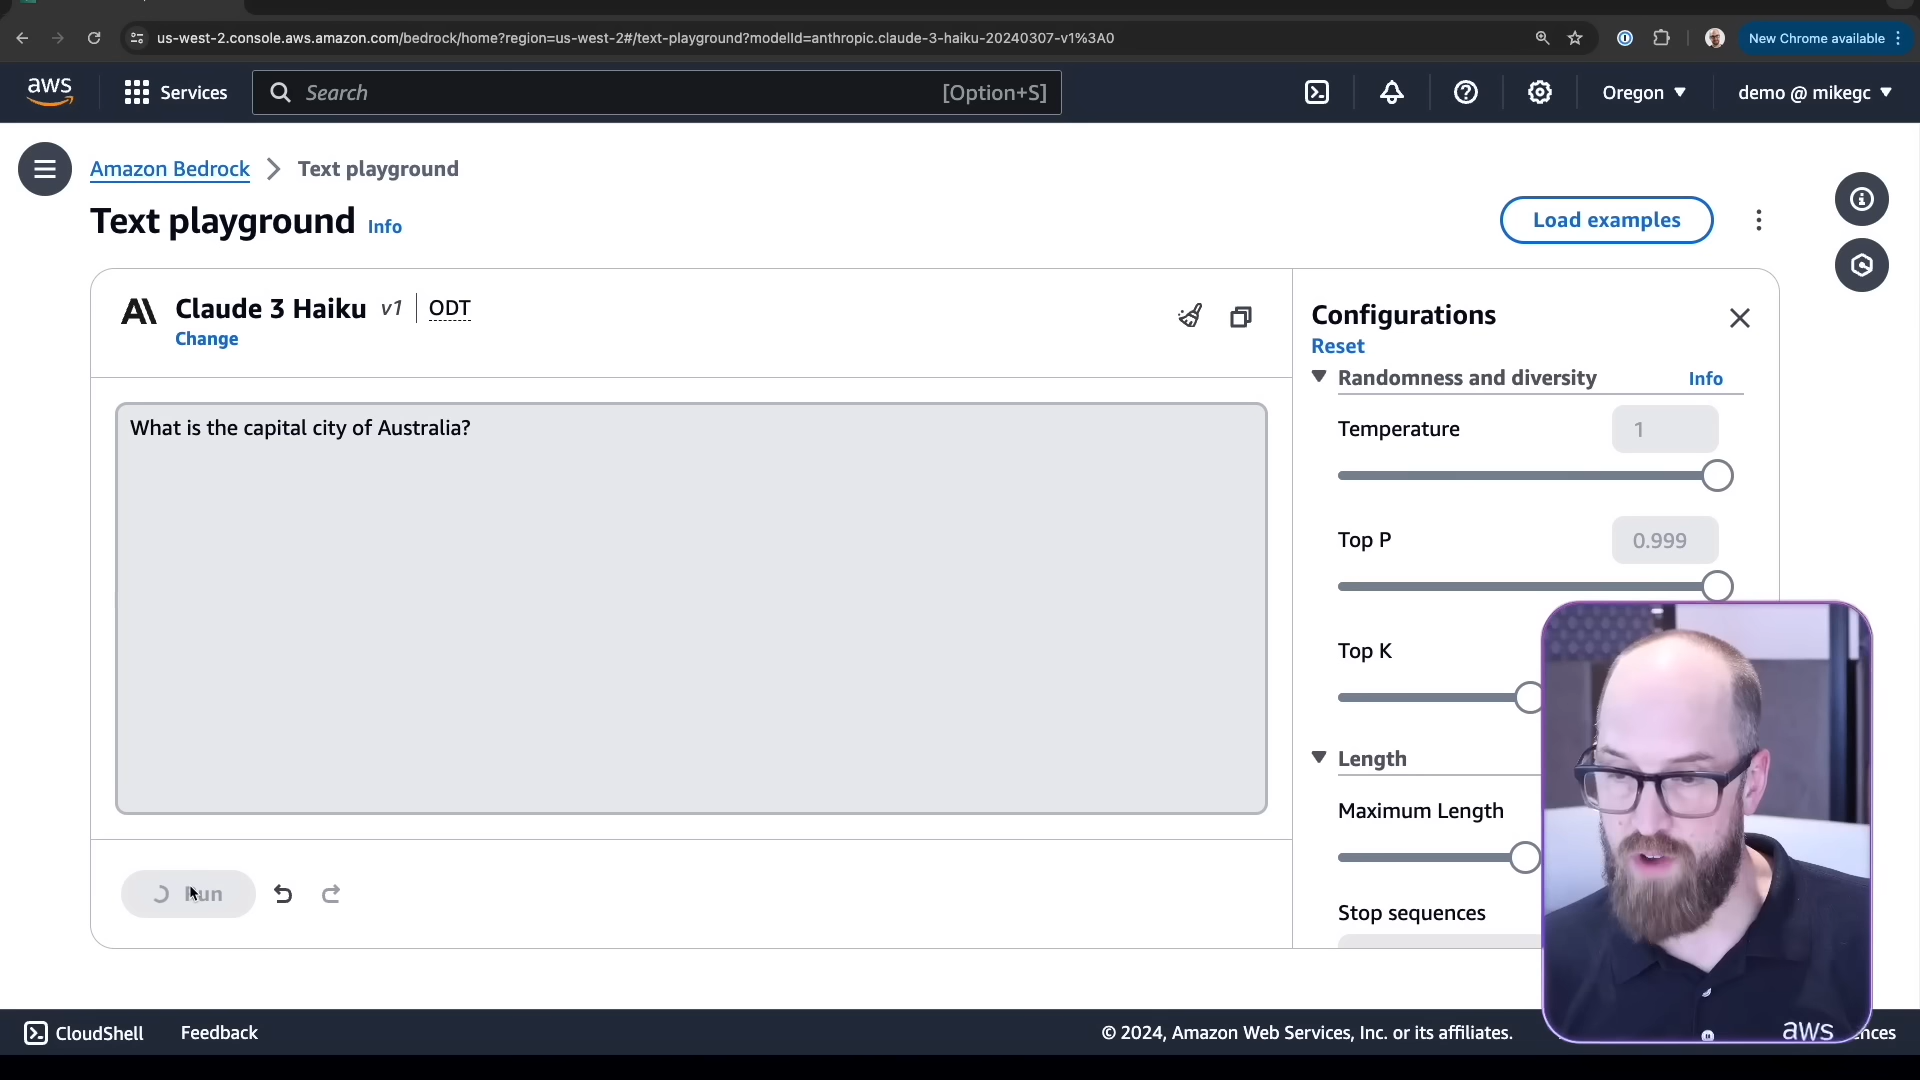 us-west-2.console.aws.amazon.com/bedrock/home?region=us-west-2#/text-playground?modelId=anthropic.claude-3-haiku-20240307-v1%3A0
New Chrome available
aws
Services
Search
[Option+S]
Oregon
demo @ mikegc
Amazon Bedrock
Text playground
Text playground
Info
Load examples
Claude 3 Haiku v1
ODT
Change
What is the capital city of Australia?
Configurations
Reset
Randomness and diversity
Info
Temperature
1
Top P
0.999
Top K
Length
Maximum Length
Stop sequences
Run
CloudShell
Feedback
© 2024, Amazon Web Services, Inc. or its affiliates.
aws